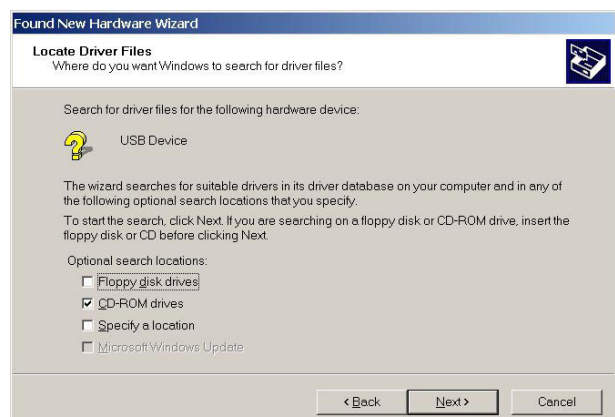 Found New Hardware Wizard
Locate Driver Files
Where do you want Windows to search for driver files?
Search for driver files for the following hardware device:
USB Device
The wizard searches for suitable drivers in its driver database on your computer and in any of
the following optional search locations that you specify.
To start the search, click Next. If you are searching on a floppy disk or CD-ROM drive, insert the
floppy disk or CD before clicking Next.
Optional search locations:
Floppy disk drives
CD-ROM drives
Specify a location
Microsoft Windows Update
< Back
Next >
Cancel